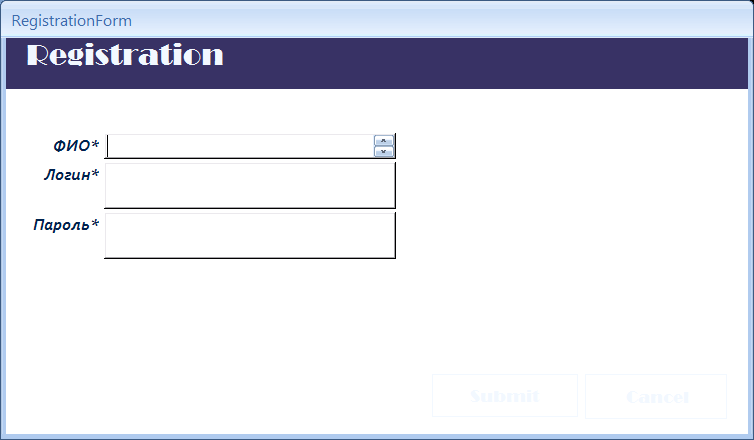 RegistrationForm
Registration
ФИО*
Логин*
Пароль*
Submit Cancel